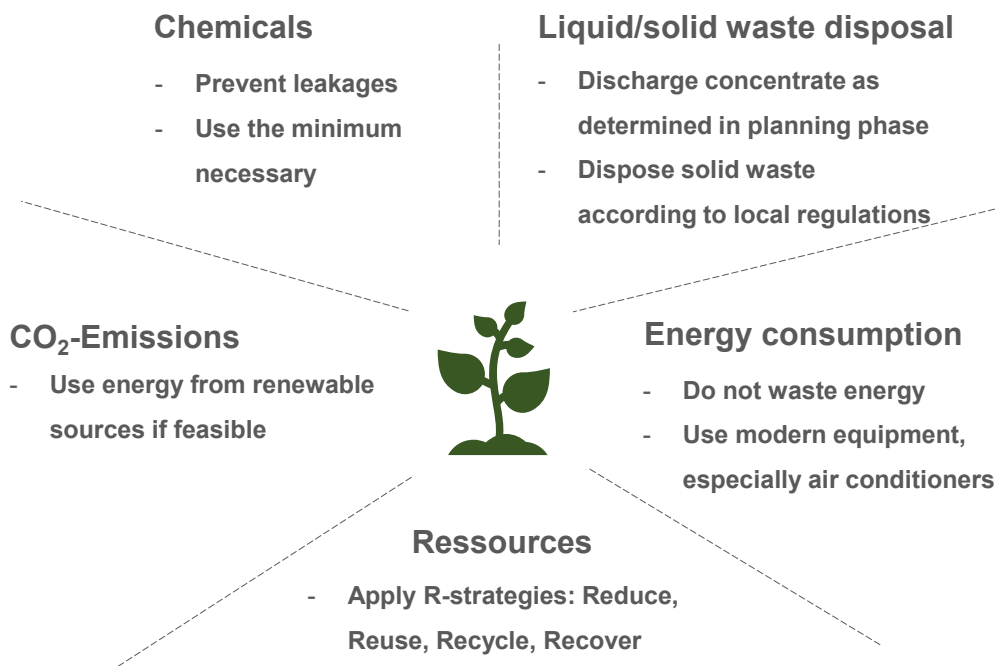 Chemicals
- Prevent leakages
- Use the minimum
necessary
Liquid/solid waste disposal
- Discharge concentrate as
determined in planning phase
- Dispose solid waste
according to local regulations
CO₂-Emissions
- Use energy from renewable
sources if feasible
Energy consumption
- Do not waste energy
- Use modern equipment,
especially air conditioners
Ressources
- Apply R-strategies: Reduce,
Reuse, Recycle, Recover